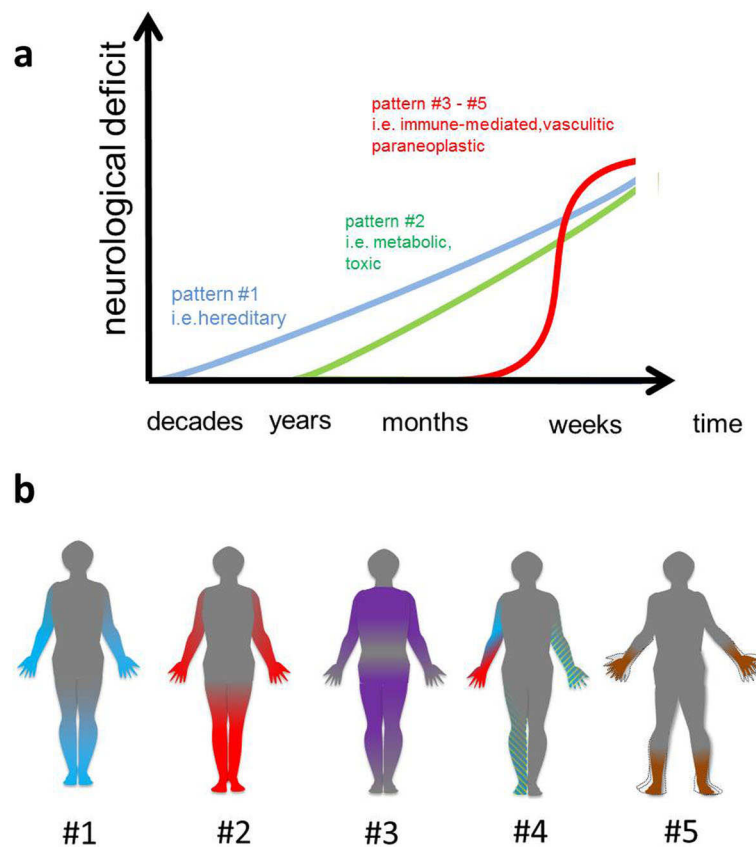 a
neurological deficit
pattern #3 - #5
i.e. immune-mediated,vasculitic
paraneoplastic
pattern #2
i.e. metabolic,
toxic
pattern #1
i.e.hereditary
decades years months weeks time
b
#1 #2 #3 #4 #5